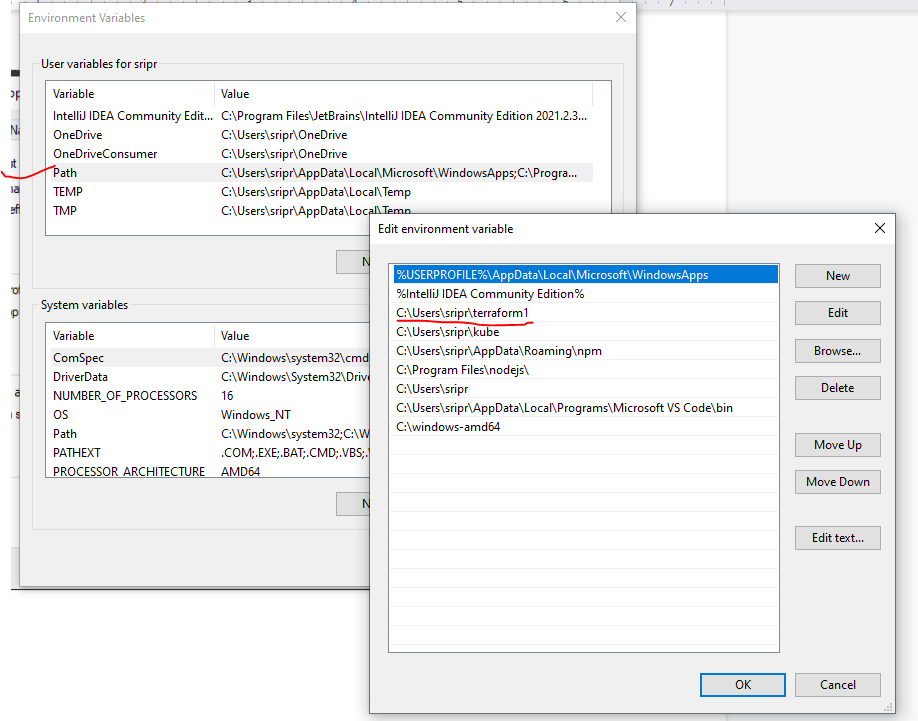 Environment Variables
User variables for sripr
Variable Value
IntelliJ IDEA Community Edit... C:\Program Files\JetBrains\IntelliJ IDEA Community Edition 2021.2.3...
OneDrive C:\Users\sripr\OneDrive
OneDriveConsumer C:\Users\sripr\OneDrive
Path C:\Users\sripr\AppData\Local\Microsoft\WindowsApps;C:\Progra...
TEMP C:\Users\sripr\AppData\Local\Temp
TMP C:\Users\sripr\AppData\Local\Temp
N
System variables
Variable Value
ComSpec C:\Windows\system32\cmd
DriverData C:\Windows\System32\Drive
NUMBER_OF_PROCESSORS 16
OS Windows_NT
Path C:\Windows\system32;C:\W
PATHEXT .COM;.EXE;.BAT;.CMD;.VBS;.
PROCESSOR_ARCHITECTURE AMD64
N
Edit environment variable
%USERPROFILE%\AppData\Local\Microsoft\WindowsApps
%IntelliJ IDEA Community Edition%
C:\Users\sripr\terraform1
C:\Users\sripr\kube
C:\Users\sripr\AppData\Roaming\npm
C:\Program Files\nodejs\
C:\Users\sripr
C:\Users\sripr\AppData\Local\Programs\Microsoft VS Code\bin
C:\windows-amd64
New
Edit
Browse...
Delete
Move Up
Move Down
Edit text...
OK Cancel